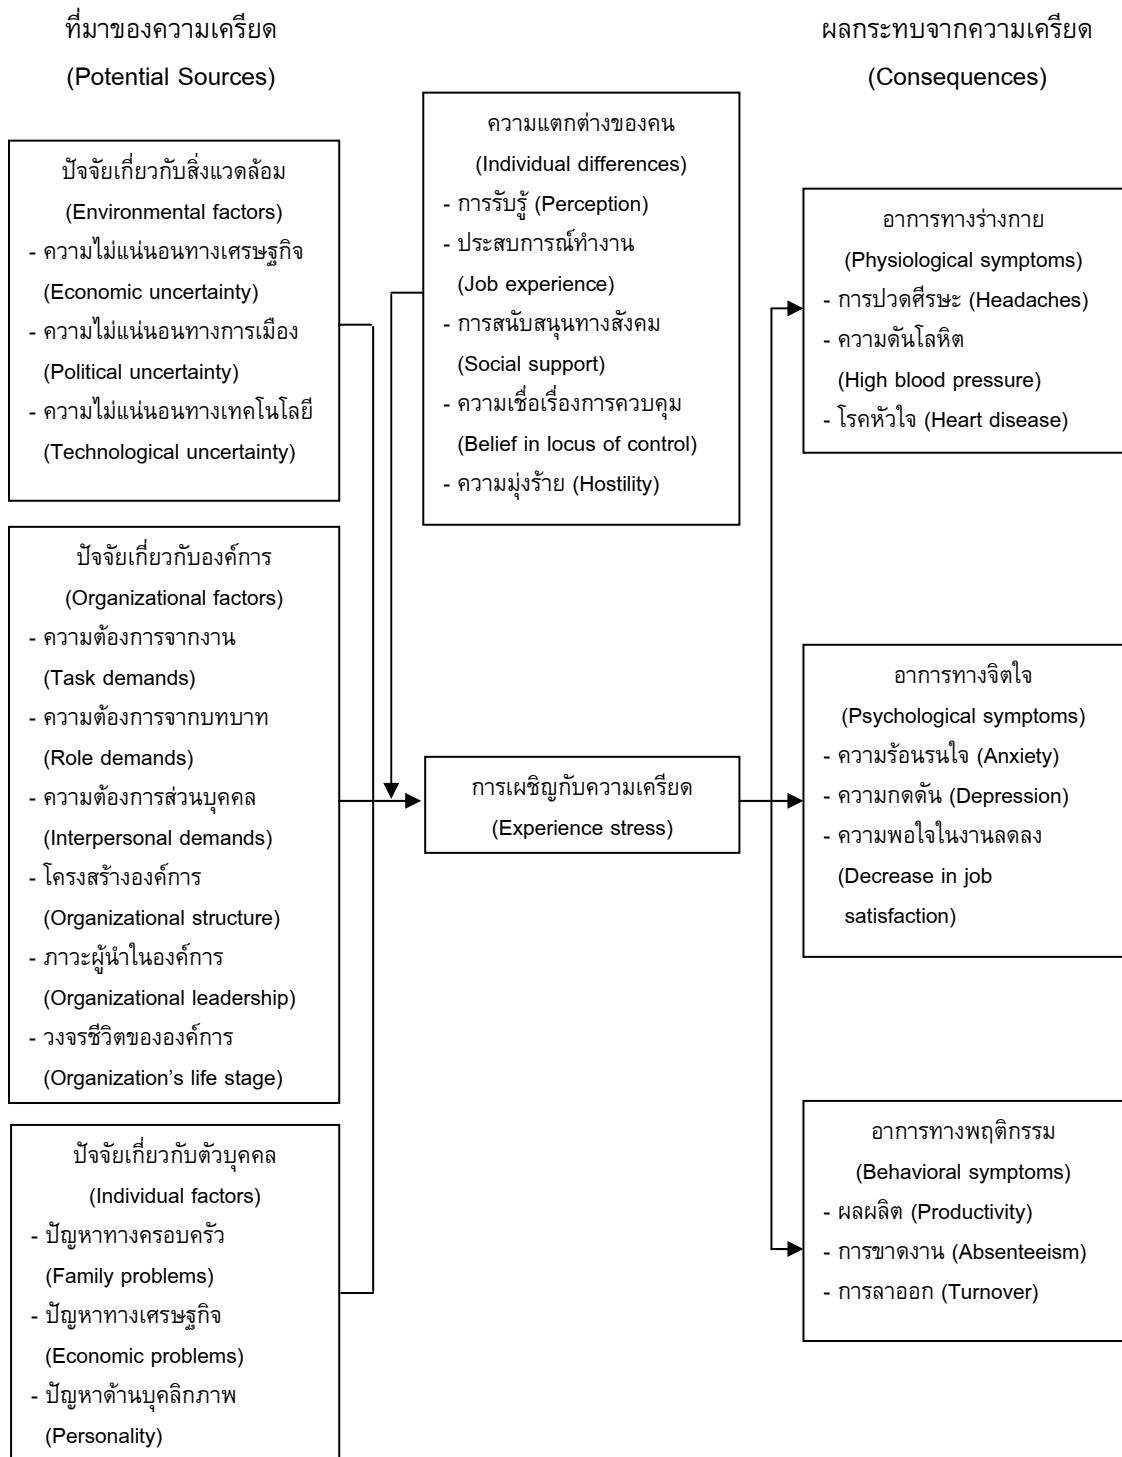 ที่มาของความเครียด
(Potential Sources)
ปัจจัยเกี่ยวกับสิ่งแวดล้อม
(Environmental factors)
- ความไม่แน่นอนทางเศรษฐกิจ
(Economic uncertainty)
- ความไม่แน่นอนทางการเมือง
(Political uncertainty)
- ความไม่แน่นอนทางเทคโนโลยี
(Technological uncertainty)
ปัจจัยเกี่ยวกับองค์การ
(Organizational factors)
- ความต้องการจากงาน
(Task demands)
- ความต้องการจากบทบาท
(Role demands)
- ความต้องการส่วนบุคคล
(Interpersonal demands)
- โครงสร้างองค์การ
(Organizational structure)
- ภาวะผู้นำในองค์การ
(Organizational leadership)
- วงจรชีวิตขององค์การ
(Organization’s life stage)
ปัจจัยเกี่ยวกับตัวบุคคล
(Individual factors)
- ปัญหาทางครอบครัว
(Family problems)
- ปัญหาทางเศรษฐกิจ
(Economic problems)
- ปัญหาด้านบุคลิกภาพ
(Personality)
ความแตกต่างของคน
(Individual differences)
- การรับรู้ (Perception)
- ประสบการณ์ทำงาน
(Job experience)
- การสนับสนุนทางสังคม
(Social support)
- ความเชื่อเรื่องการควบคุม
(Belief in locus of control)
- ความมุ่งร้าย (Hostility)
การเผชิญกับความเครียด
(Experience stress)
ผลกระทบจากความเครียด
(Consequences)
อาการทางร่างกาย
(Physiological symptoms)
- การปวดศีรษะ (Headaches)
- ความดันโลหิต
(High blood pressure)
- โรคหัวใจ (Heart disease)
อาการทางจิตใจ
(Psychological symptoms)
- ความร้อนรนใจ (Anxiety)
- ความกดดัน (Depression)
- ความพอใจในงานลดลง
(Decrease in job
satisfaction)
อาการทางพฤติกรรม
(Behavioral symptoms)
- ผลผลิต (Productivity)
- การขาดงาน (Absenteeism)
- การลาออก (Turnover)